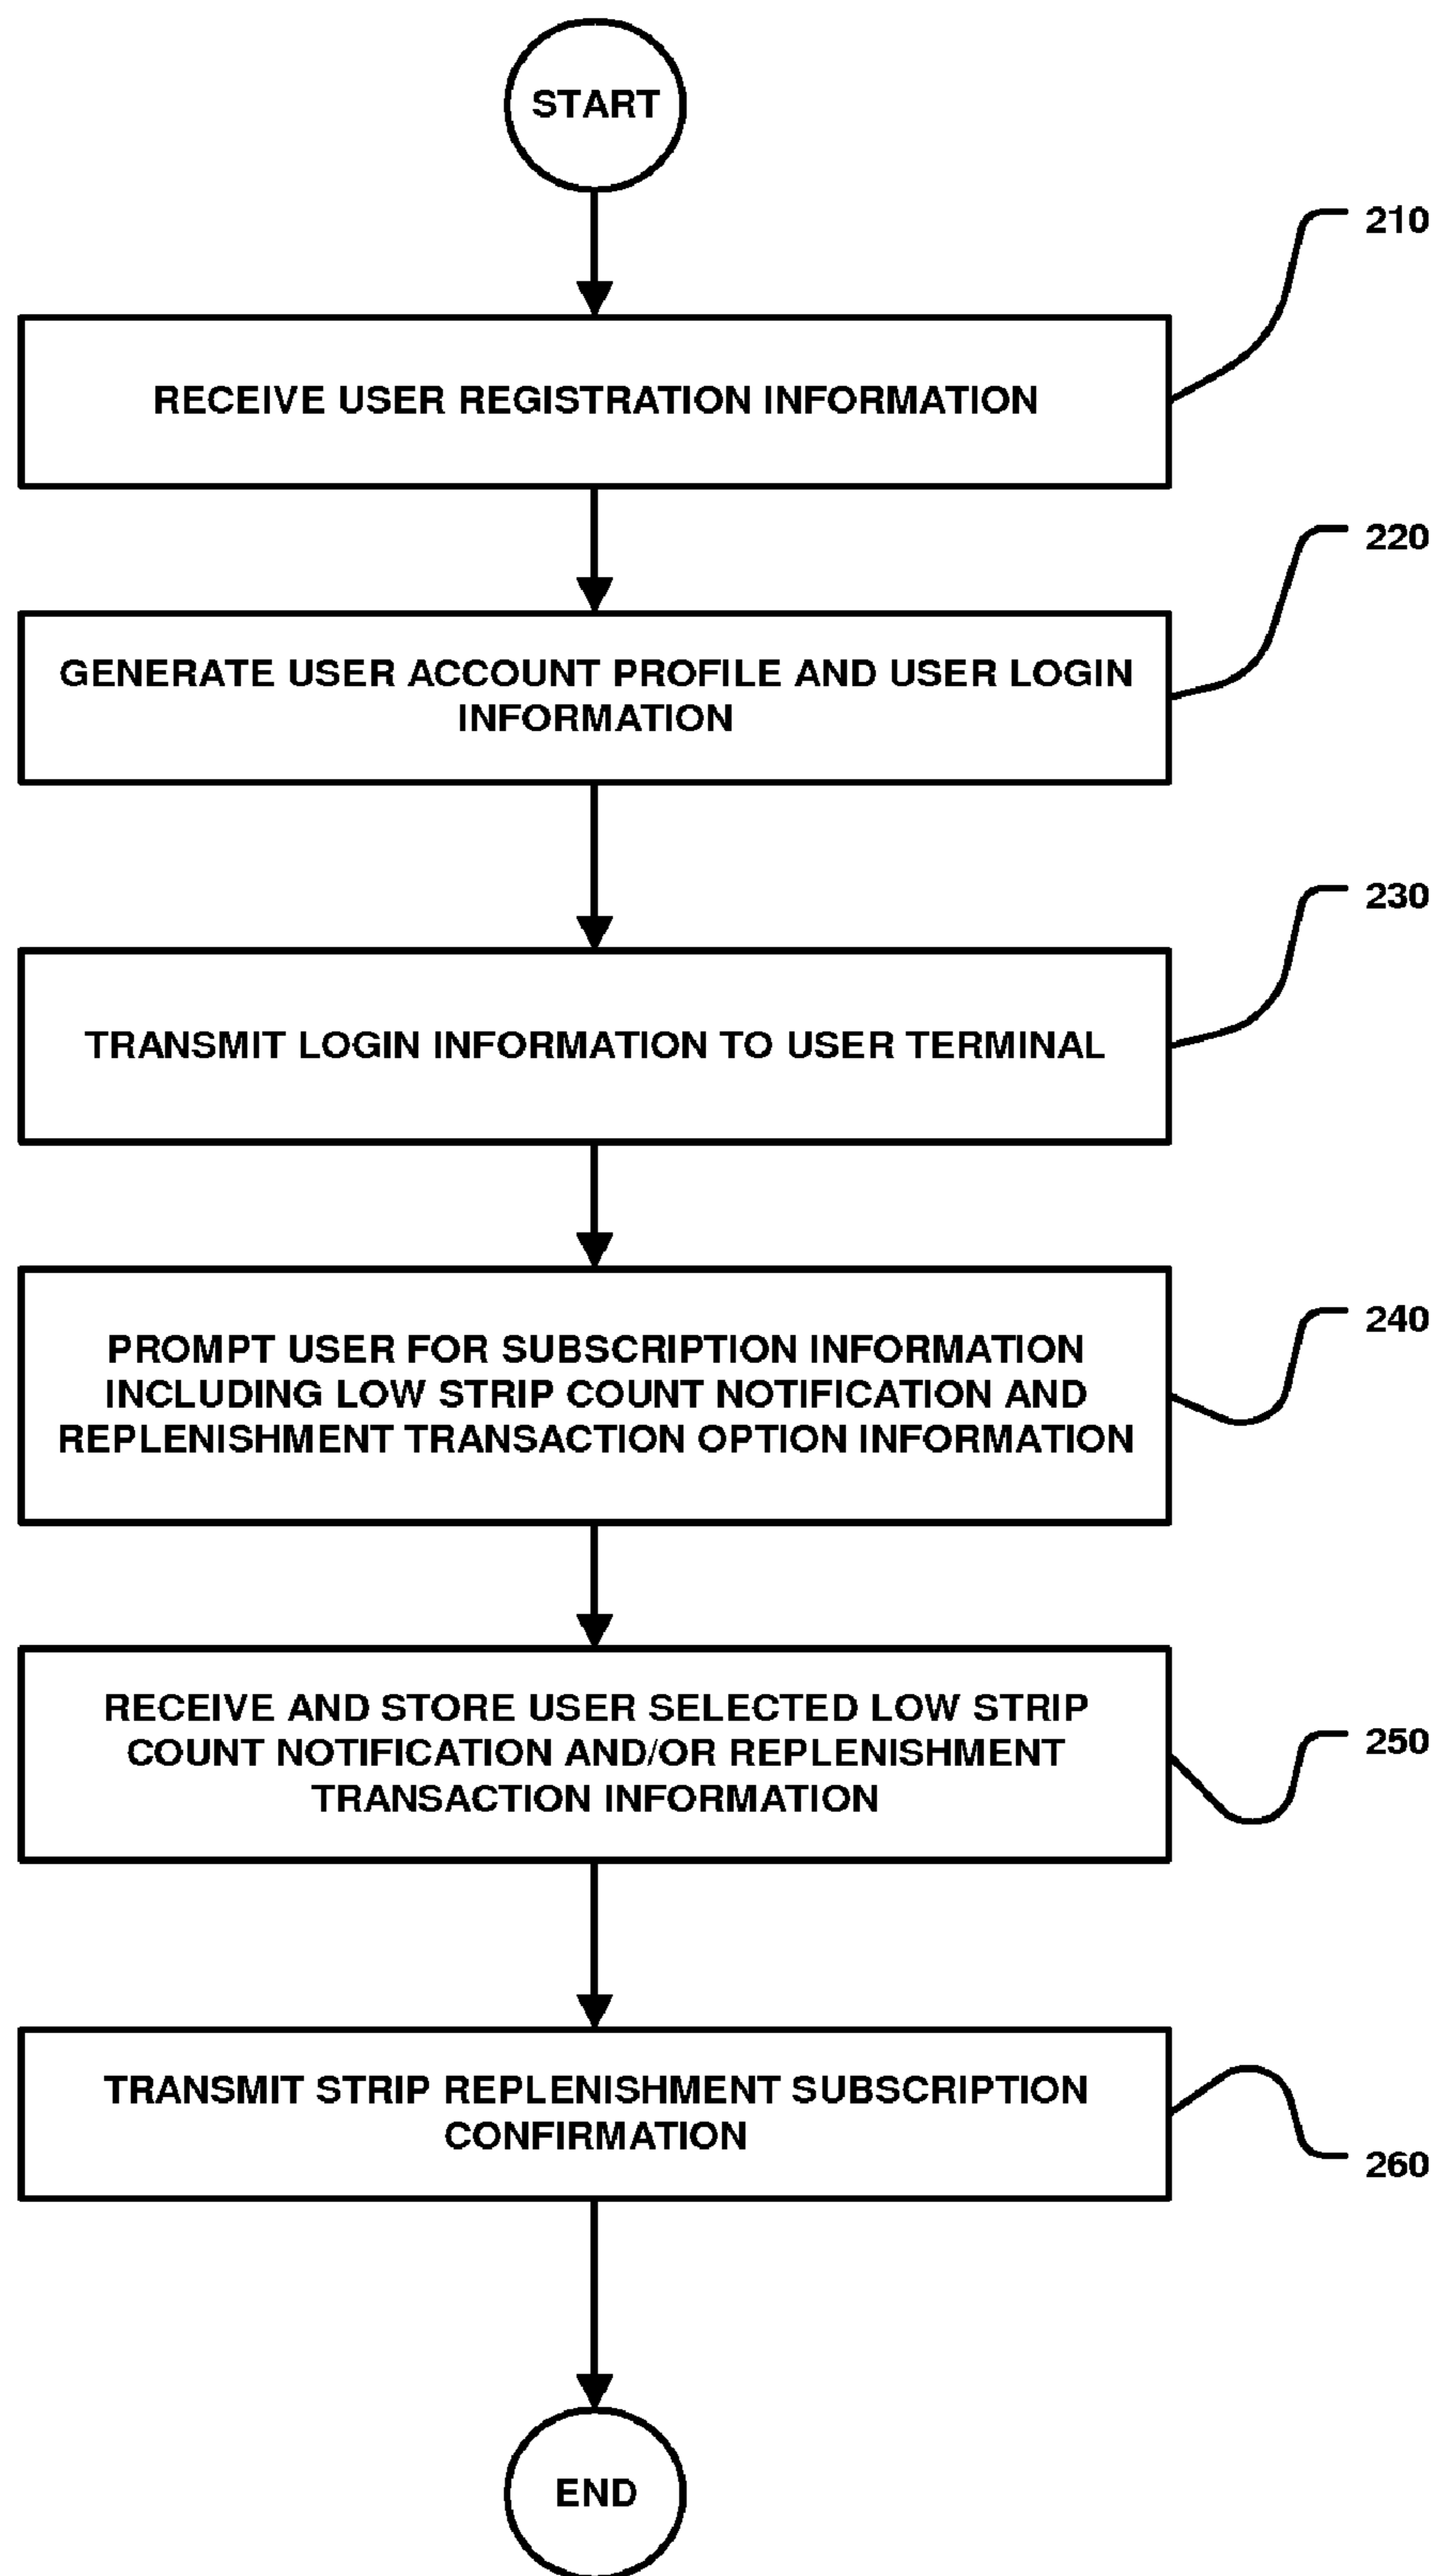 START
210
RECEIVE USER REGISTRATION INFORMATION
220
GENERATE USER ACCOUNT PROFILE AND USER LOGIN
INFORMATION
230
TRANSMIT LOGIN INFORMATION TO USER TERMINAL
240
PROMPT USER FOR SUBSCRIPTION INFORMATION
INCLUDING LOW STRIP COUNT NOTIFICATION AND
REPLENISHMENT TRANSACTION OPTION INFORMATION
250
RECEIVE AND STORE USER SELECTED LOW STRIP
COUNT NOTIFICATION AND/OR REPLENISHMENT
TRANSACTION INFORMATION
TRANSMIT STRIP REPLENISHMENT SUBSCRIPTION
CONFIRMATION
260
END